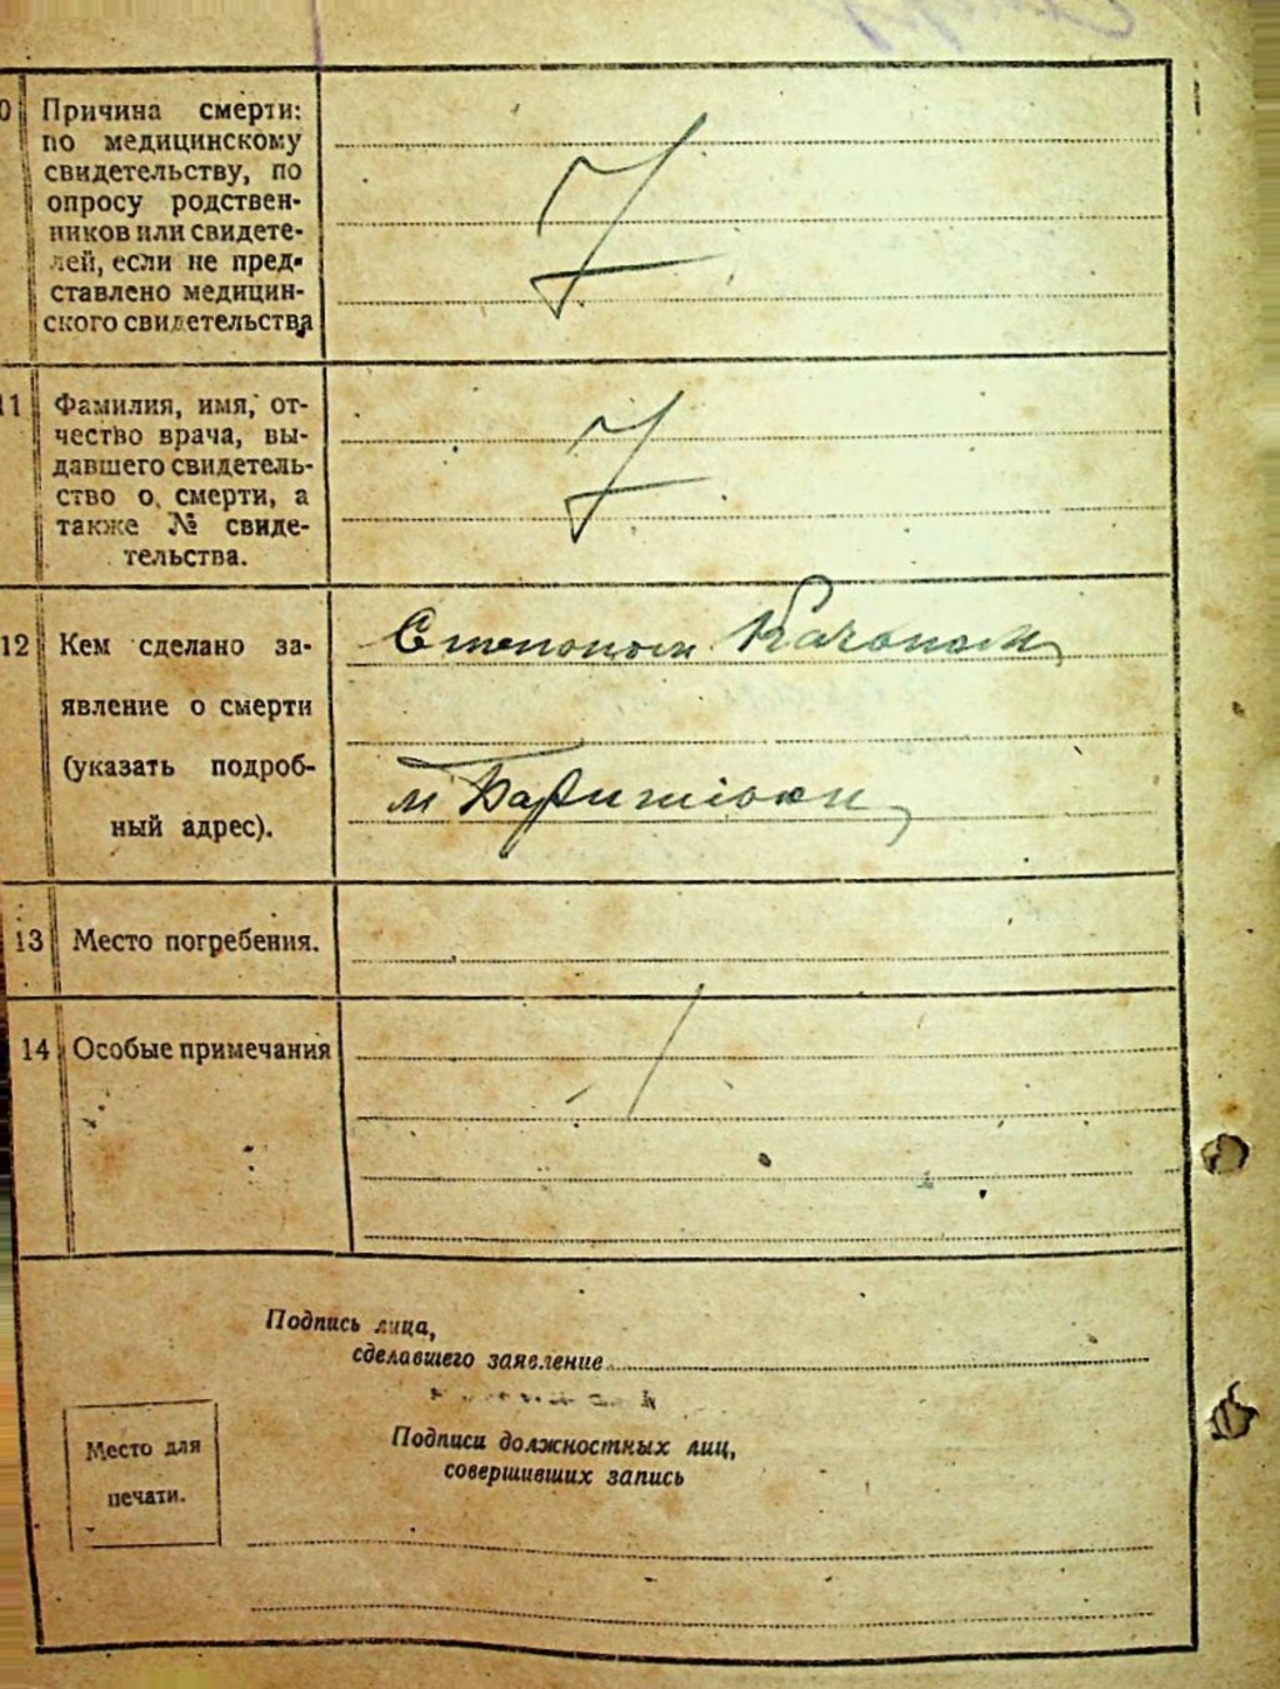 10 Причина смерти:
по медицинскому
свидетельству, по
опросу родствен-
ников или свидете-
лей, если не пред-
ставлено медицин-
ского свидетельства
11 Фамилия, имя, от-
чество врача, вы-
давшего свидетель-
ство о смерти, а
также № свиде-
тельства.
12 Кем сделано за-
явление о смерти
(указать подроб-
ный адрес).
Степоном
м
13 Место погребения.
14 Особые примечания
Подпись лица,
сделавшего заявление
Подписи должностных лиц,
совершивших запись
Место для
печати.